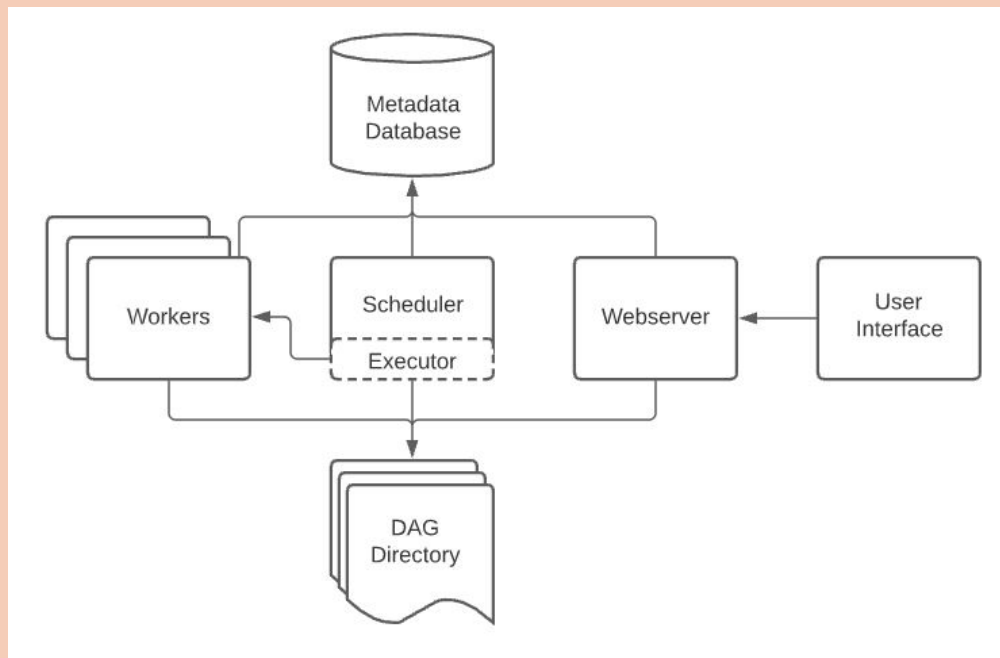 Metadata
Database
Workers
Scheduler
Executor
Webserver
User
Interface
DAG
Directory